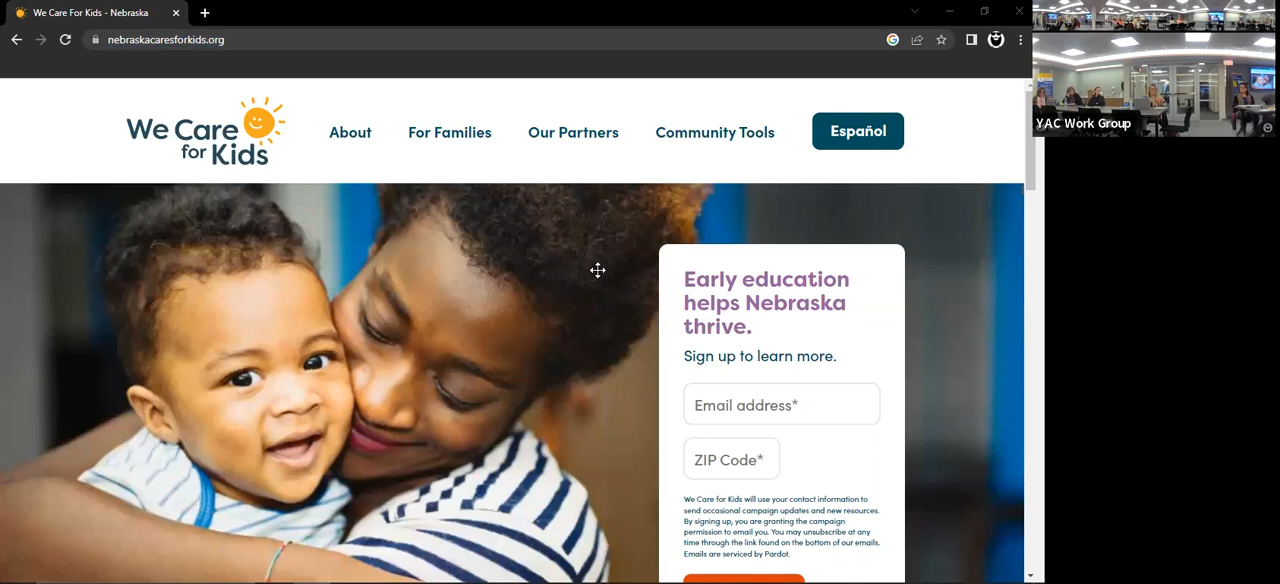 We Care For Kids - Nebraska
nebraskacaresforkids.org
We Care
for Kids
About
For Families
Our Partners
Community Tools
Español
YAC Work Group
Early education
helps Nebraska
thrive.
Sign up to learn more.
Email address*
ZIP Code*
We Care for Kids will use your contact information to
send occasional campaign updates and new resources.
By signing up, you are granting the campaign
permission to email you. You may unsubscribe at any
time through the link found on the bottom of our emails.
Emails are serviced by Pardot.